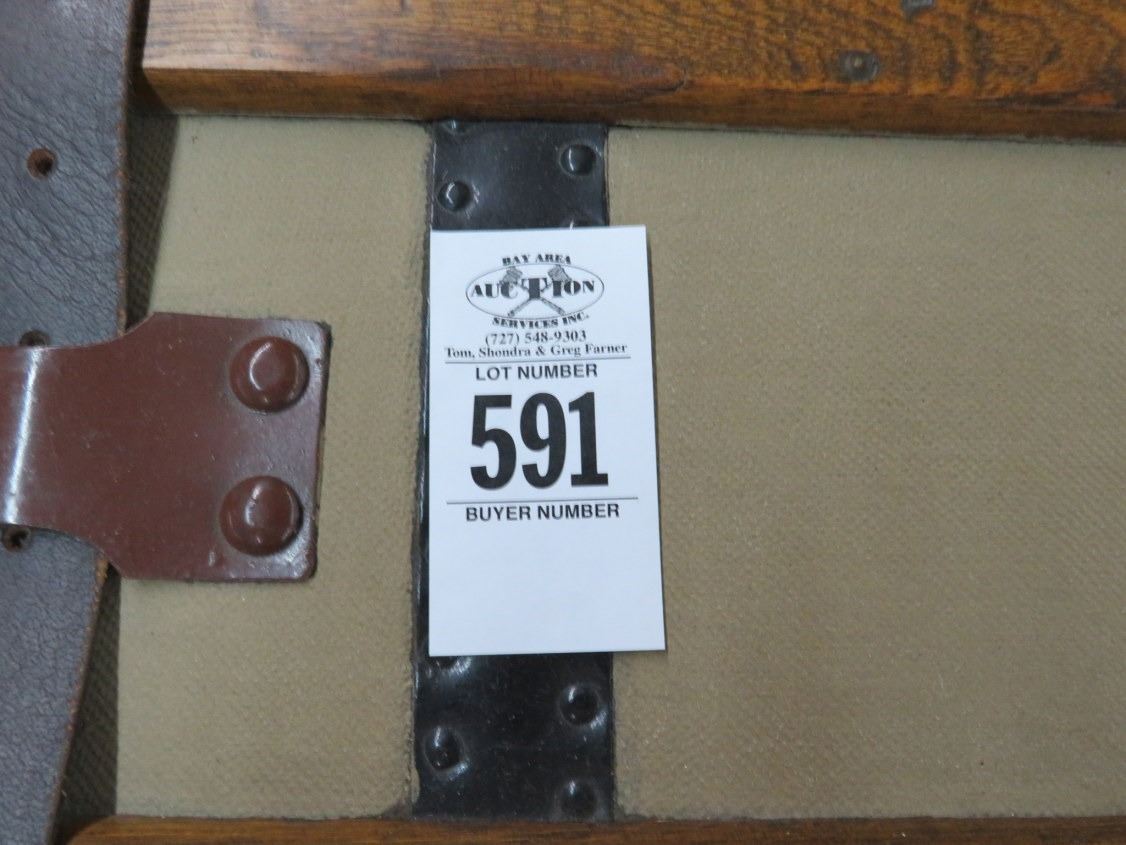 BAY AREA
AUCTION
SERVICES INC.
(727) 548-9303
Tom, Shondra & Greg Farner
LOT NUMBER
591
BUYER NUMBER